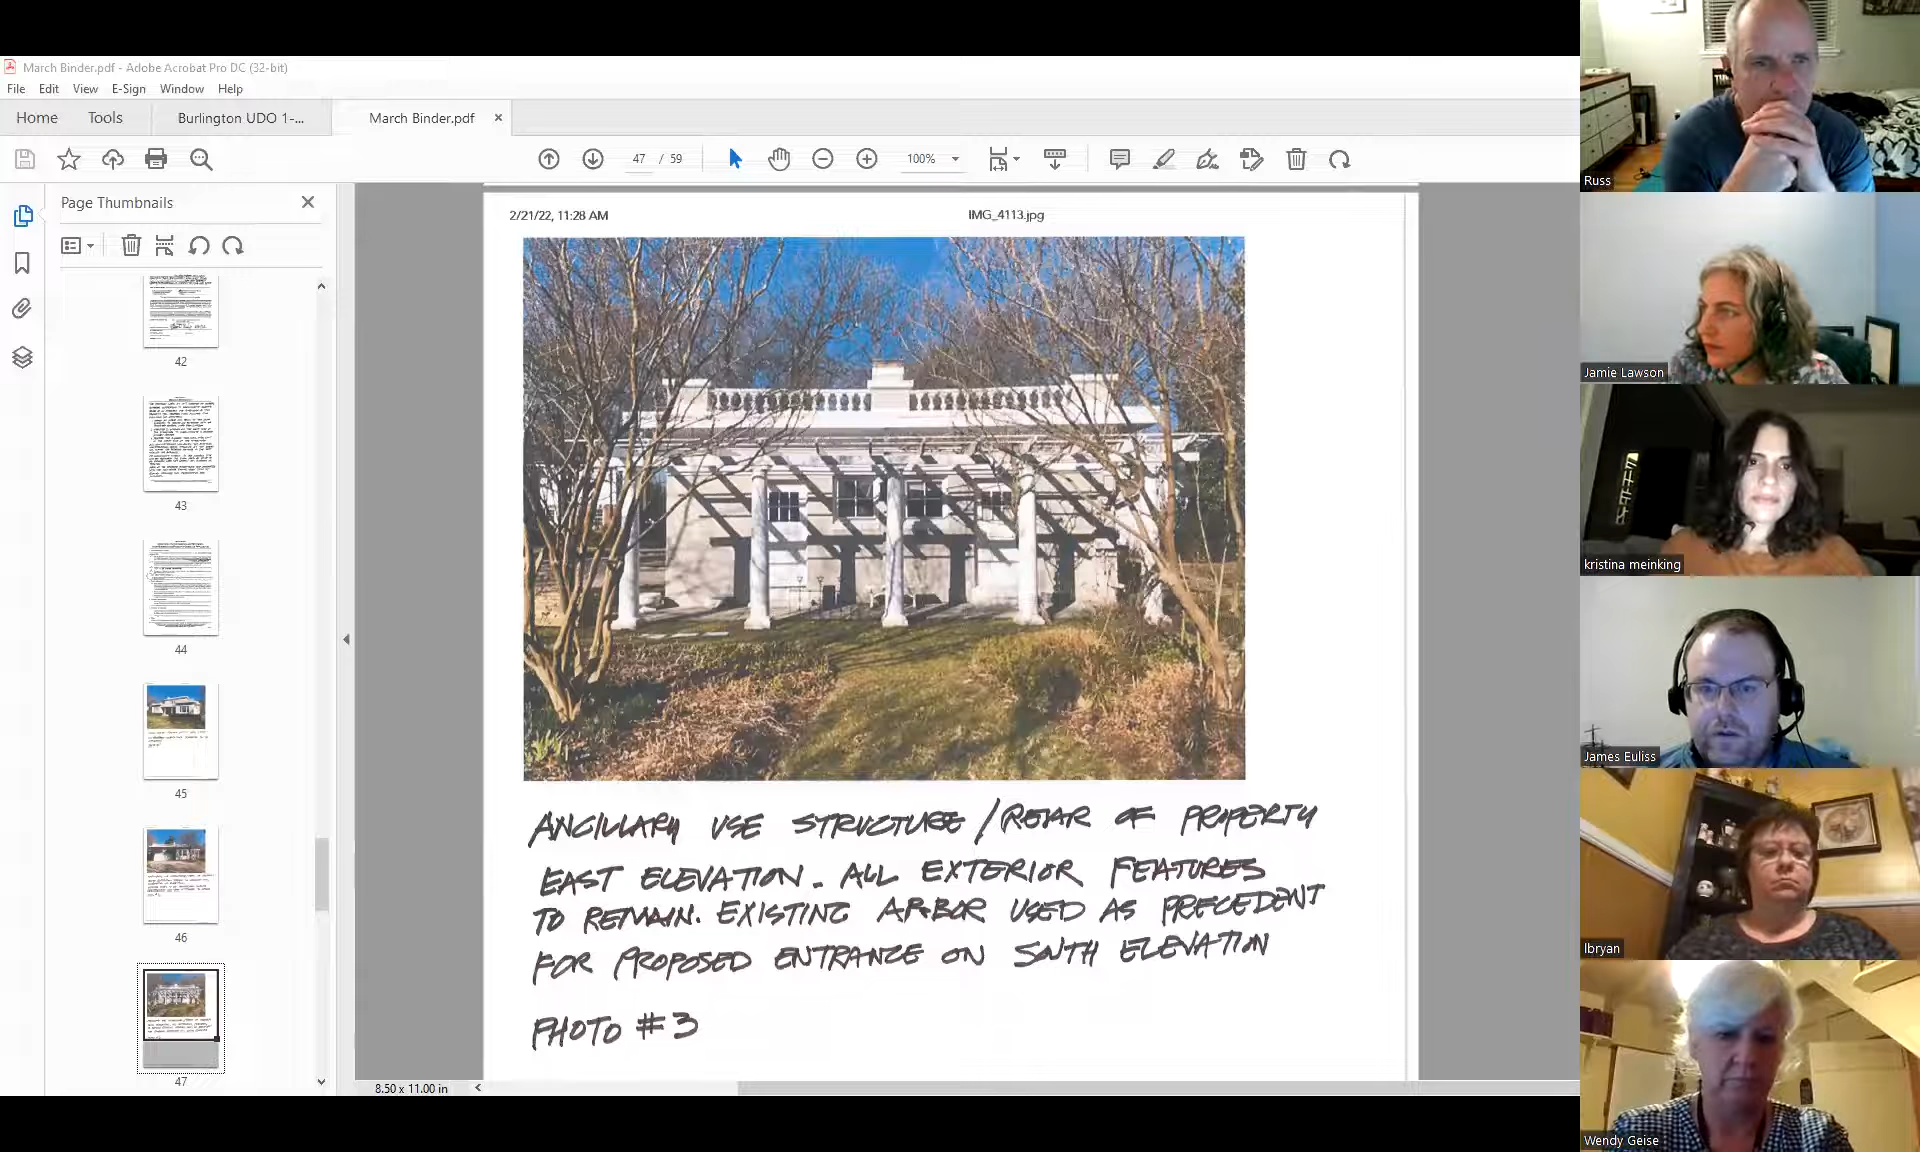 March Binder.pdf - Adobe Acrobat Pro DC (32-bit)
File Edit View E-Sign Window Help
Home Tools Burlington UDO 1-... March Binder.pdf ×
47 / 59 100%
Page Thumbnails
42
43
44
45
46
47
2/21/22, 11:28 AM IMG_4113.jpg
ANCILLARY USE STRUCTURE / REAR OF PROPERTY
EAST ELEVATION. ALL EXTERIOR FEATURES
TO REMAIN. EXISTING ARBOR USED AS PRECEDENT
FOR PROPOSED ENTRANCE ON SOUTH ELEVATION
PHOTO #3
8.50 x 11.00 in
Russ
Jamie Lawson
kristina meinking
James Euliss
lbryan
Wendy Geise